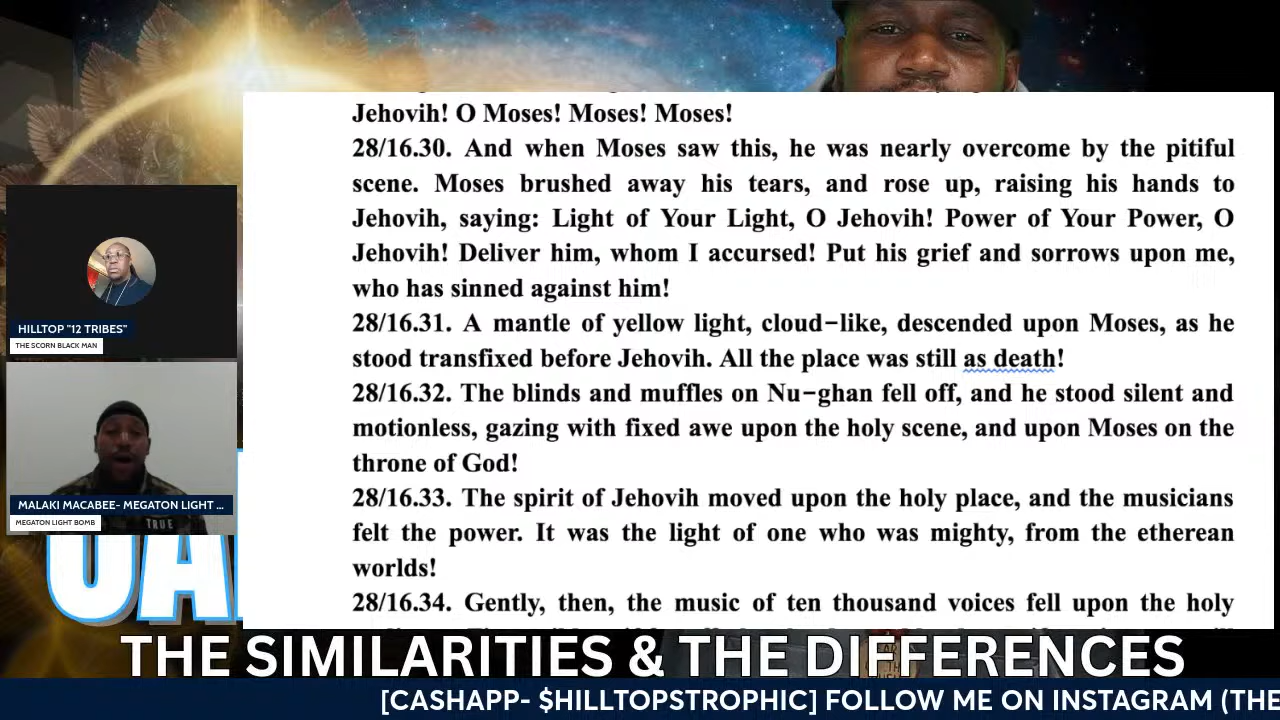 Jehovih! O Moses! Moses! Moses!
28/16.30. And when Moses saw this, he was nearly overcome by the pitiful
scene. Moses brushed away his tears, and rose up, raising his hands to
Jehovih, saying: Light of Your Light, O Jehovih! Power of Your Power, O
Jehovih! Deliver him, whom I accursed! Put his grief and sorrows upon me,
who has sinned against him!
28/16.31. A mantle of yellow light, cloud-like, descended upon Moses, as he
stood transfixed before Jehovih. All the place was still as death!
28/16.32. The blinds and muffles on Nu-ghan fell off, and he stood silent and
motionless, gazing with fixed awe upon the holy scene, and upon Moses on the
throne of God!
28/16.33. The spirit of Jehovih moved upon the holy place, and the musicians
felt the power. It was the light of one who was mighty, from the etherean
worlds!
28/16.34. Gently, then, the music of ten thousand voices fell upon the holy
HILLTOP "12 TRIBES"
THE SCORN BLACK MAN
MALAKI MACABEE- MEGATON LIGHT ...
MEGATON LIGHT BOMB
TRUE
THE SIMILARITIES & THE DIFFERENCES
[CASHAPP- $HILLTOPSTROPHIC] FOLLOW ME ON INSTAGRAM (THE